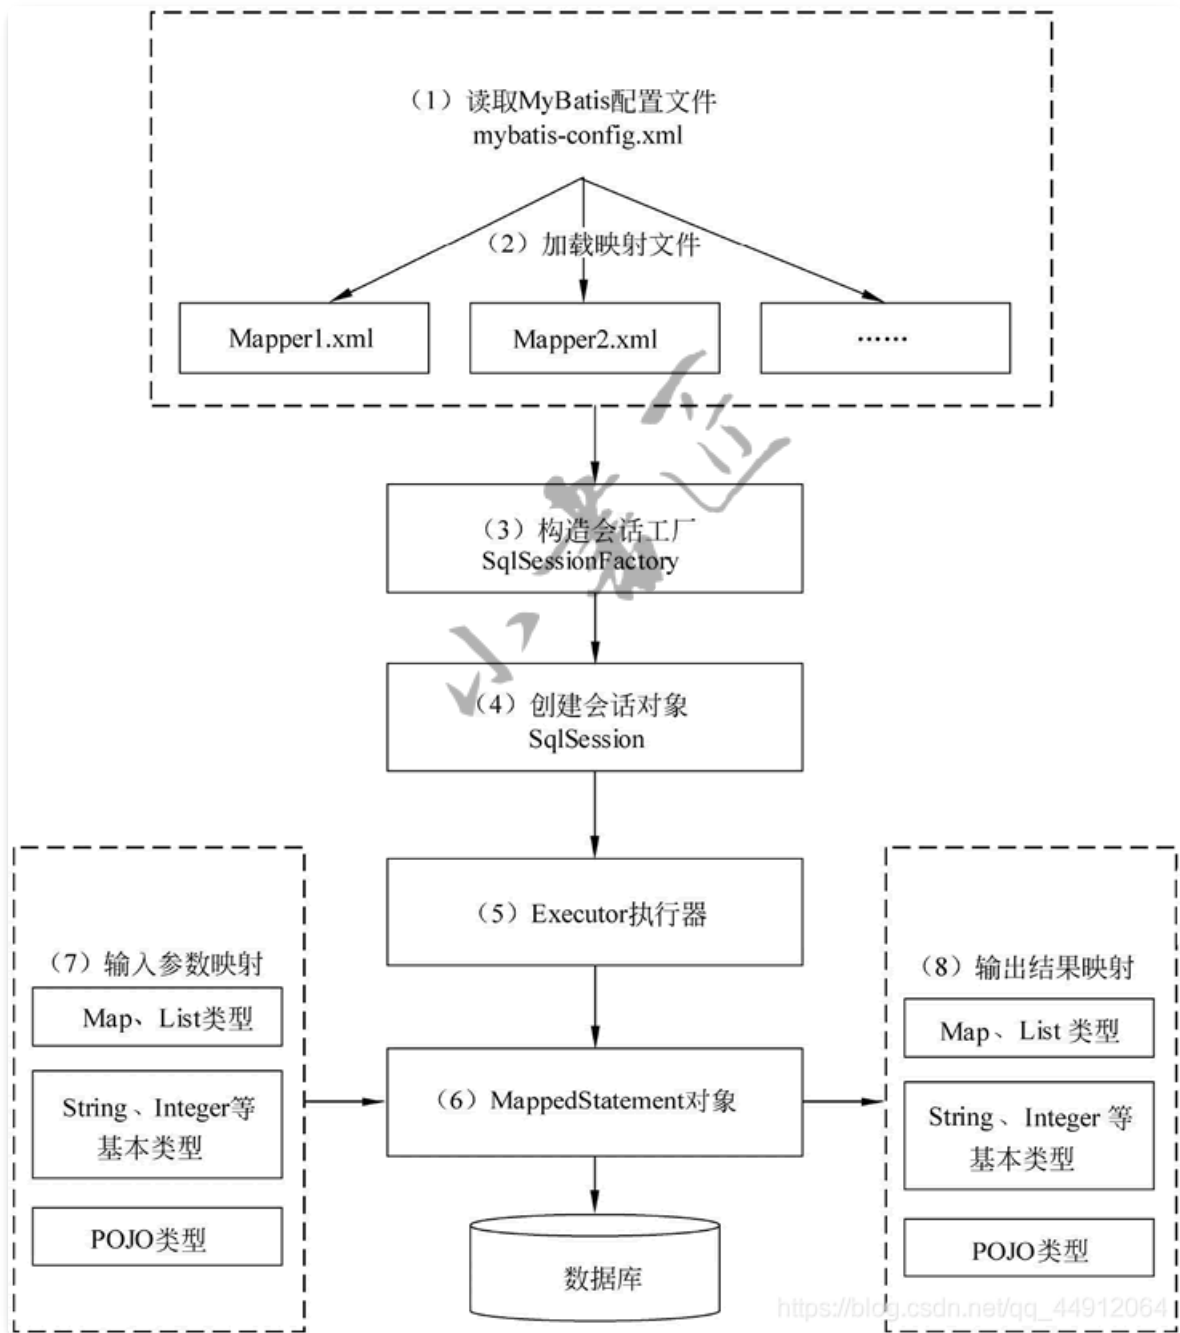 (1)读取MyBatis配置文件
mybatis-config.xml
(2)加载映射文件
Mapper1.xml
Mapper2.xml
······
(3)构造会话工厂
SqlSessionFactory
(4)创建会话对象
SqlSession
(5)Executor执行器
(6)MappedStatement对象
(7)输入参数映射
Map、List类型
String、Integer等
基本类型
POJO类型
(8)输出结果映射
Map、List 类型
String、Integer 等
基本类型
POJO类型
数据库
https://blog.csdn.net/qq_44912064